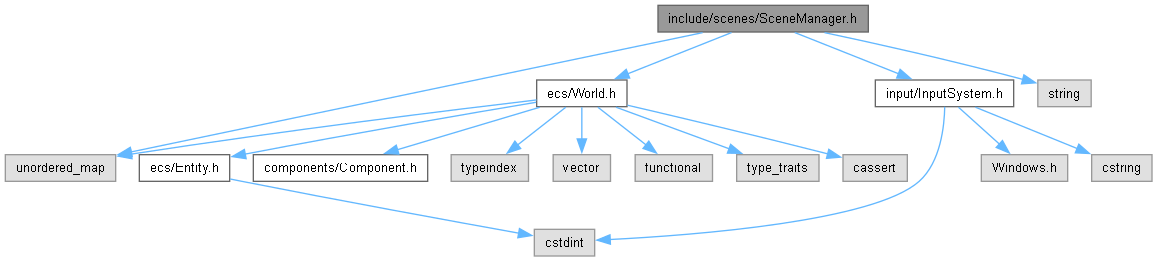 include/scenes/SceneManager.h
ecs/World.h
input/InputSystem.h
string
unordered_map
ecs/Entity.h
components/Component.h
typeindex
vector
functional
type_traits
cassert
Windows.h
cstring
cstdint